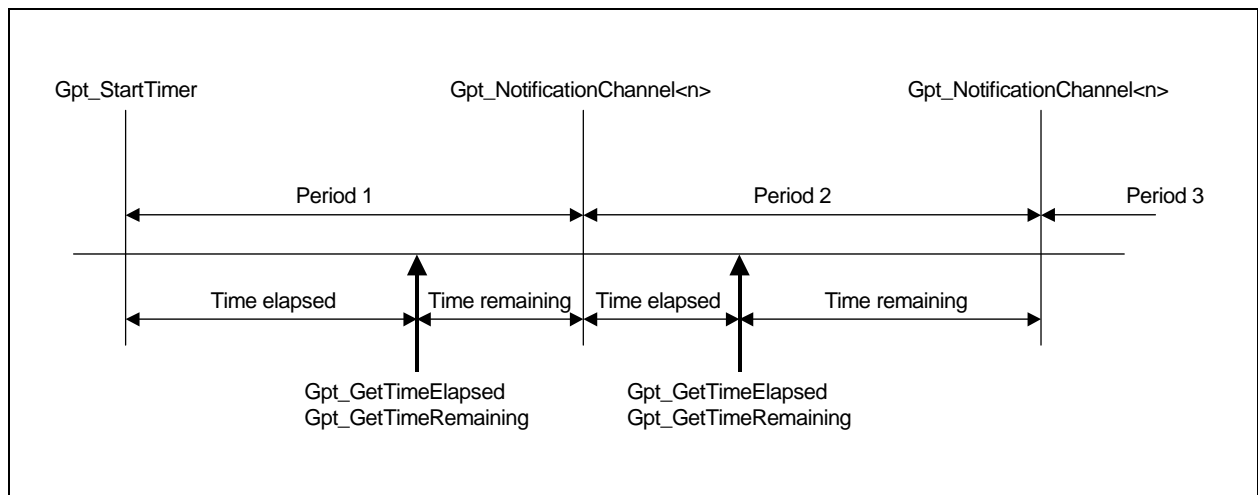 Gpt_StartTimer Gpt_NotificationChannel<n> Gpt_NotificationChannel<n>
Period 1 Period 2 Period 3
Time elapsed Time remaining Time elapsed Time remaining
Gpt_GetTimeElapsed Gpt_GetTimeElapsed
Gpt_GetTimeRemaining Gpt_GetTimeRemaining